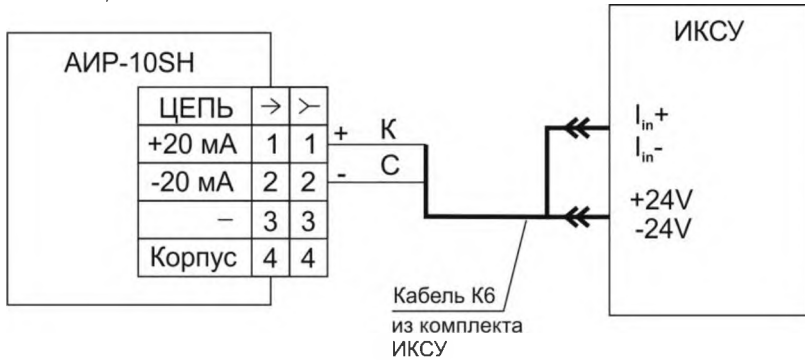 АИР-10SH
ИКСУ
ЦЕПЬ → ≻
+20 мА 1 1 + К
-20 мА 2 2 - С
– 3 3
Корпус 4 4
Iin+
Iin-
+24V
-24V
Кабель К6
из комплекта
ИКСУ